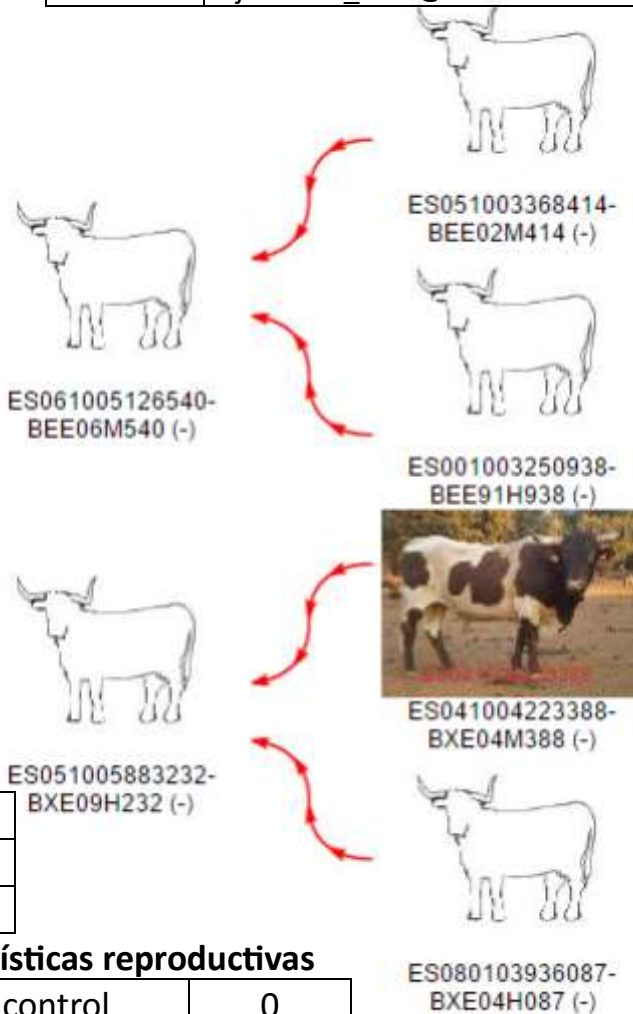 ES051003368414-
BEE02M414 (-)
ES061005126540-
BEE06M540 (-)
ES001003250938-
BEE91H938 (-)
ES041004223388-
BXE04M388 (-)
ES051005883232-
BXE09H232 (-)
ísticas reproductivas
control 0
ES080103936087-
BXE04H087 (-)